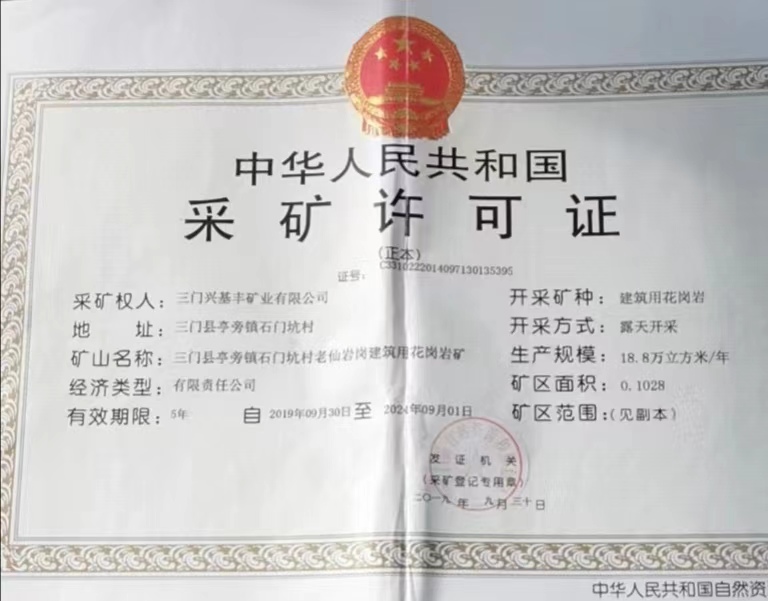 中华人民共和国
采矿许可证
(正本)
证号: C3310222014097130135395
采矿权人: 三门兴基丰矿业有限公司 开采矿种: 建筑用花岗岩
地 址: 三门县亭旁镇石门坑村 开采方式: 露天开采
矿山名称: 三门县亭旁镇石门坑村老仙岩岗建筑用花岗岩矿 生产规模: 18.8万立方米/年
经济类型: 有限责任公司 矿区面积: 0.1028
有效期限: 5年 自 2019年09月30日 至 2024年09月01日 矿区范围: (见副本)
发证机关
(采矿登记专用章)
二〇一九年 九月三十日
中华人民共和国自然资